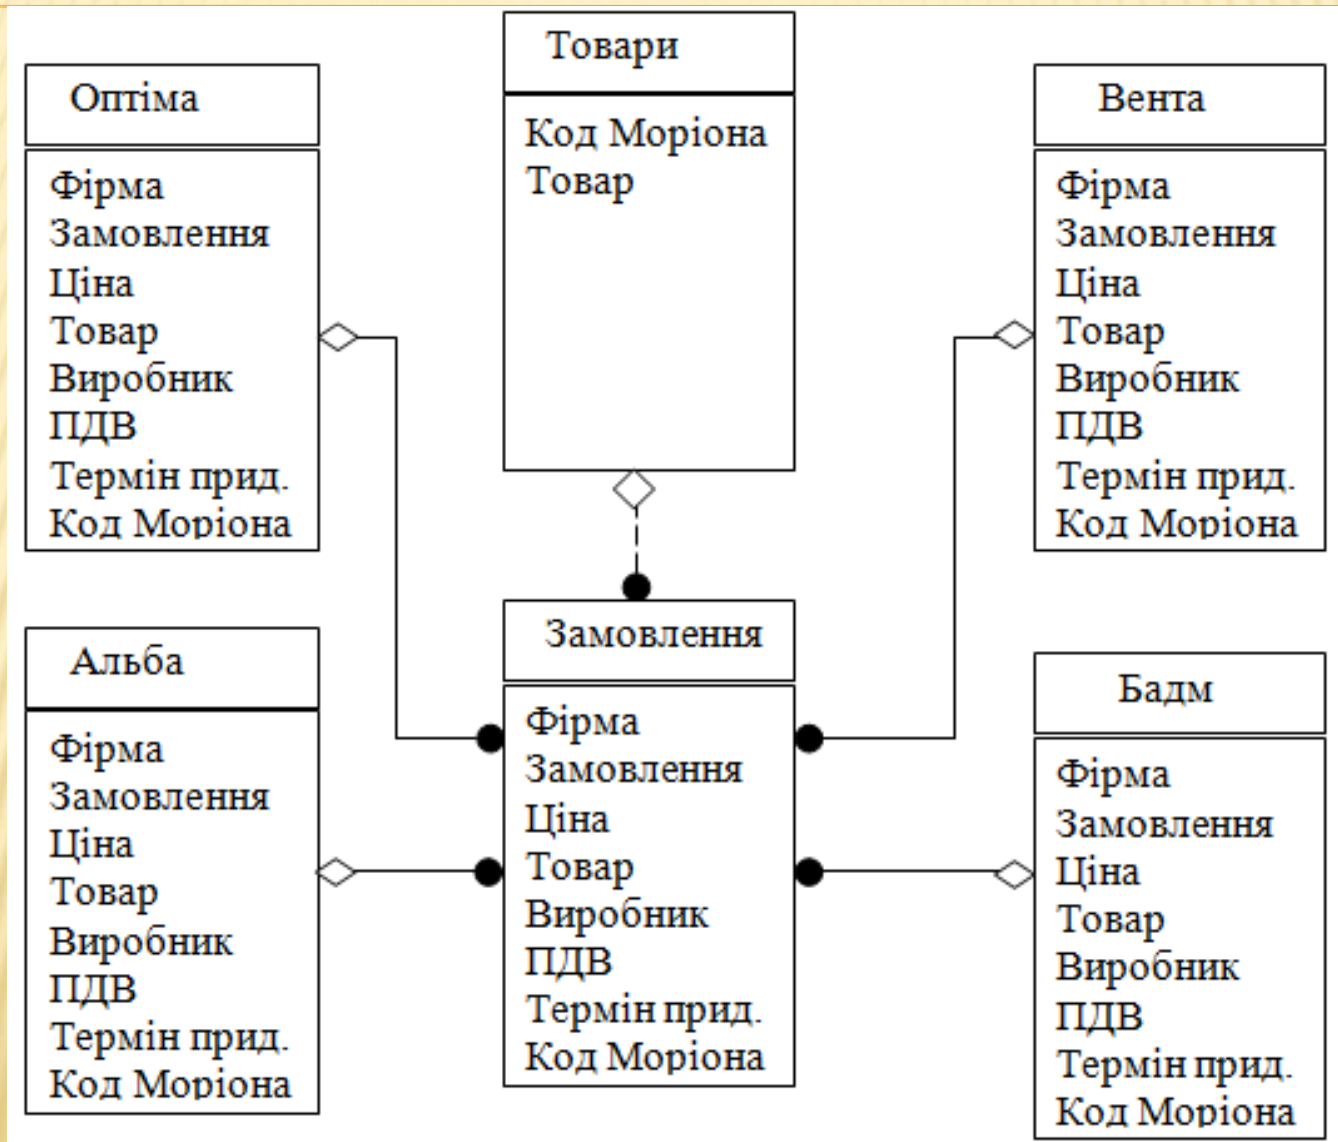 Товари
Код Моріона
Товар
Оптіма
Фірма
Замовлення
Ціна
Товар
Виробник
ПДВ
Термін прид.
Код Моріона
Вента
Фірма
Замовлення
Ціна
Товар
Виробник
ПДВ
Термін прид.
Код Моріона
Альба
Фірма
Замовлення
Ціна
Товар
Виробник
ПДВ
Термін прид.
Код Моріона
Замовлення
Фірма
Замовлення
Ціна
Товар
Виробник
ПДВ
Термін прид.
Код Моріона
Бадм
Фірма
Замовлення
Ціна
Товар
Виробник
ПДВ
Термін прид.
Код Моріона